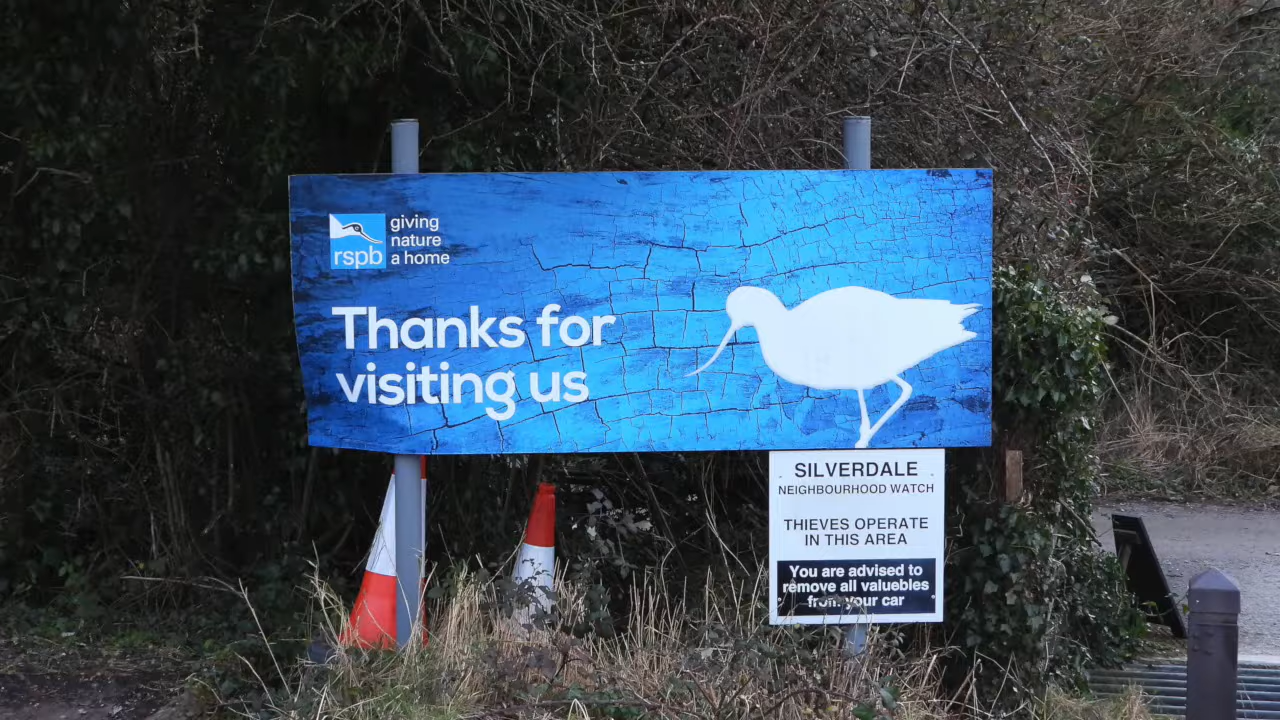 rspb
giving
nature
a home
Thanks for
visiting us
SILVERDALE
NEIGHBOURHOOD WATCH
THIEVES OPERATE
IN THIS AREA
You are advised to
remove all valuebles
from your car